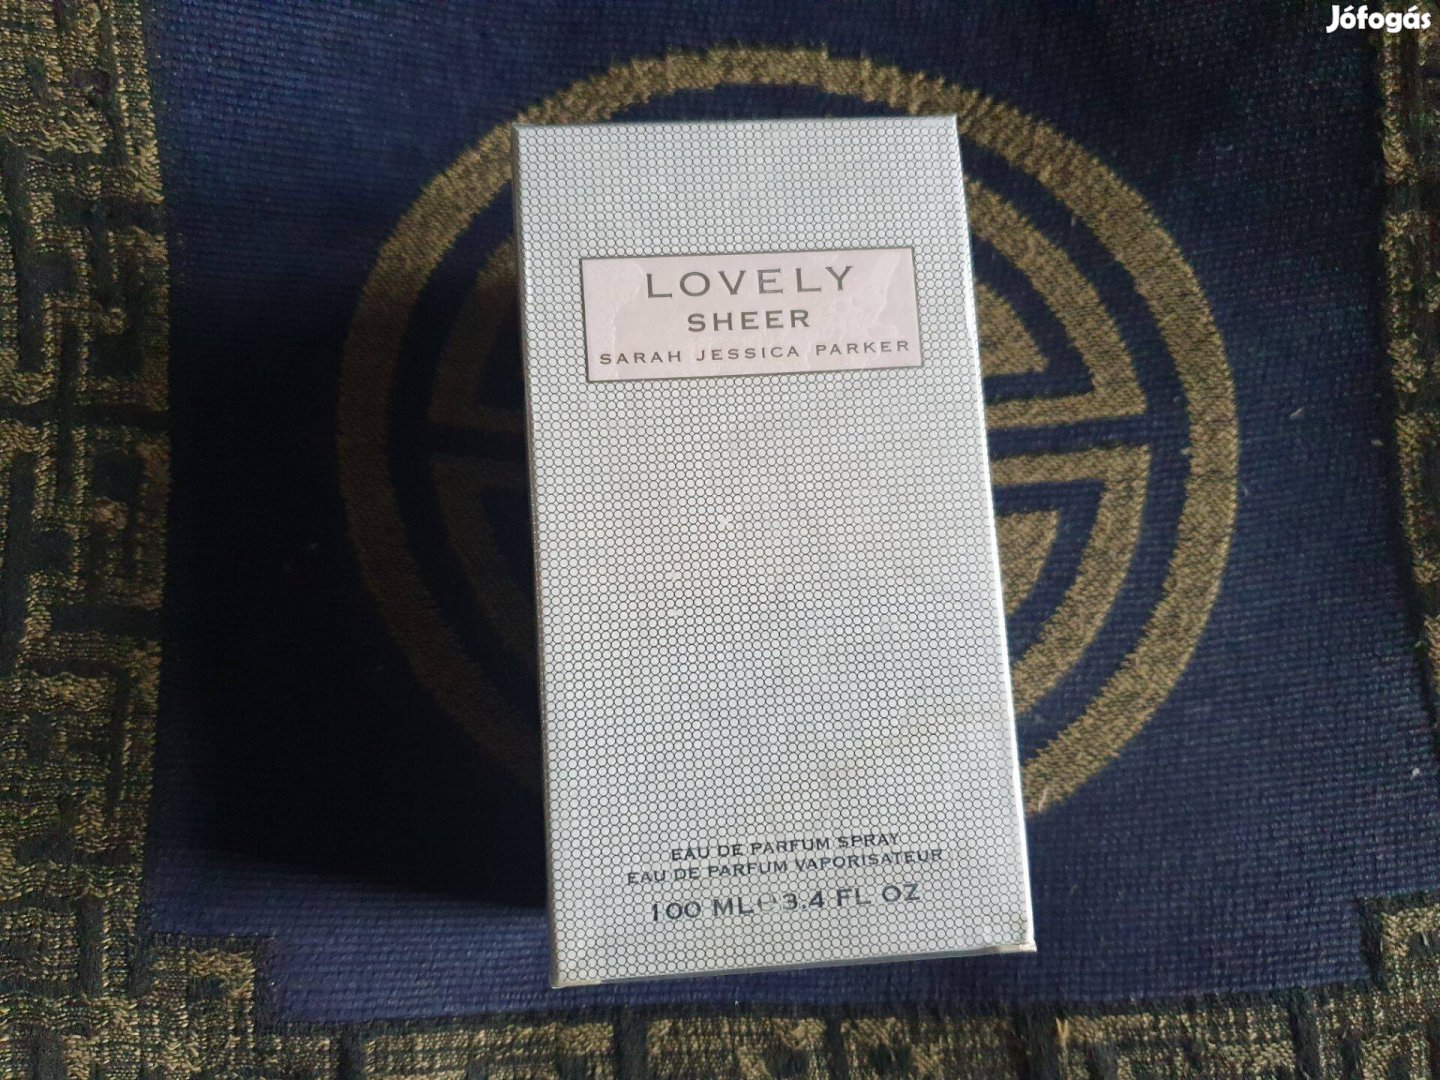 Jófogás
LOVELY
SHEER
SARAH JESSICA PARKER
EAU DE PARFUM SPRAY
EAU DE PARFUM VAPORISATEUR
100 ML ℮ 3.4 FL OZ